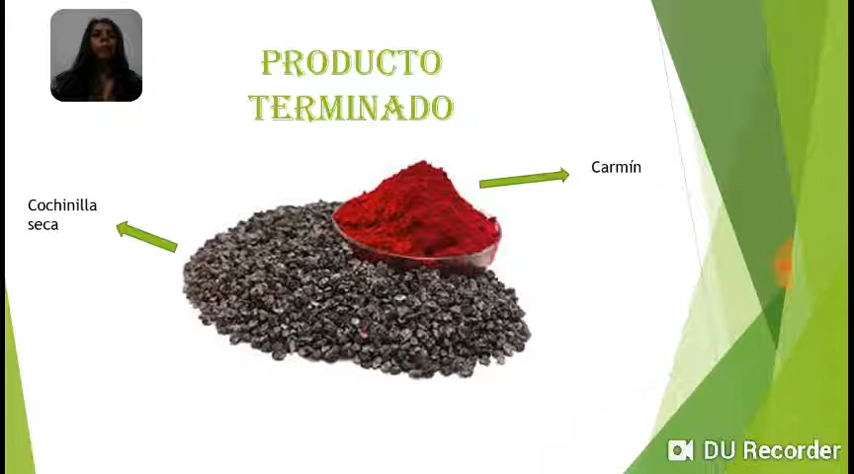 PRODUCTO
TERMINADO
Carmín
Cochinilla
seca
DU Recorder